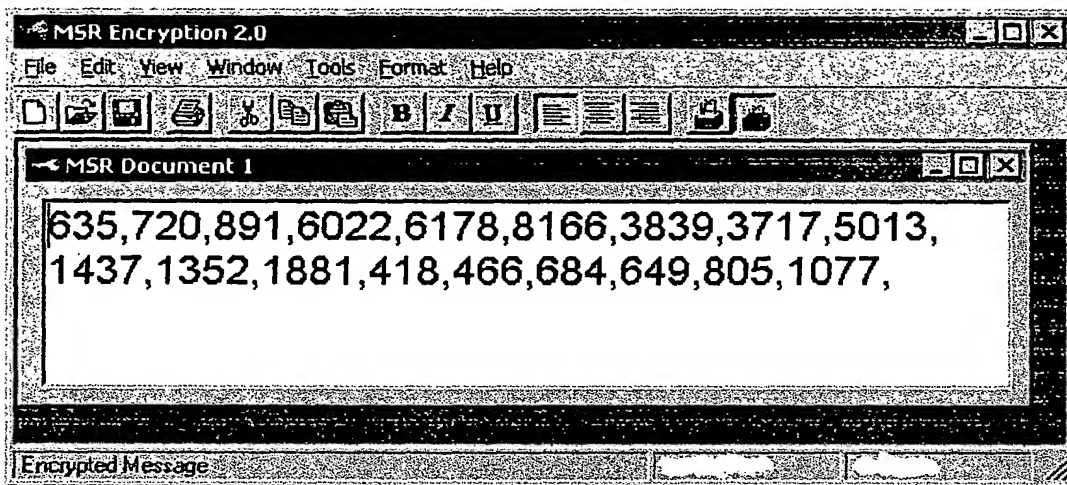 MSR Encryption 2.0
File Edit View Window Tools Format Help
B I U
MSR Document 1
635,720,891,6022,6178,8166,3839,3717,5013,
1437,1352,1881,418,466,684,649,805,1077,
Encrypted Message